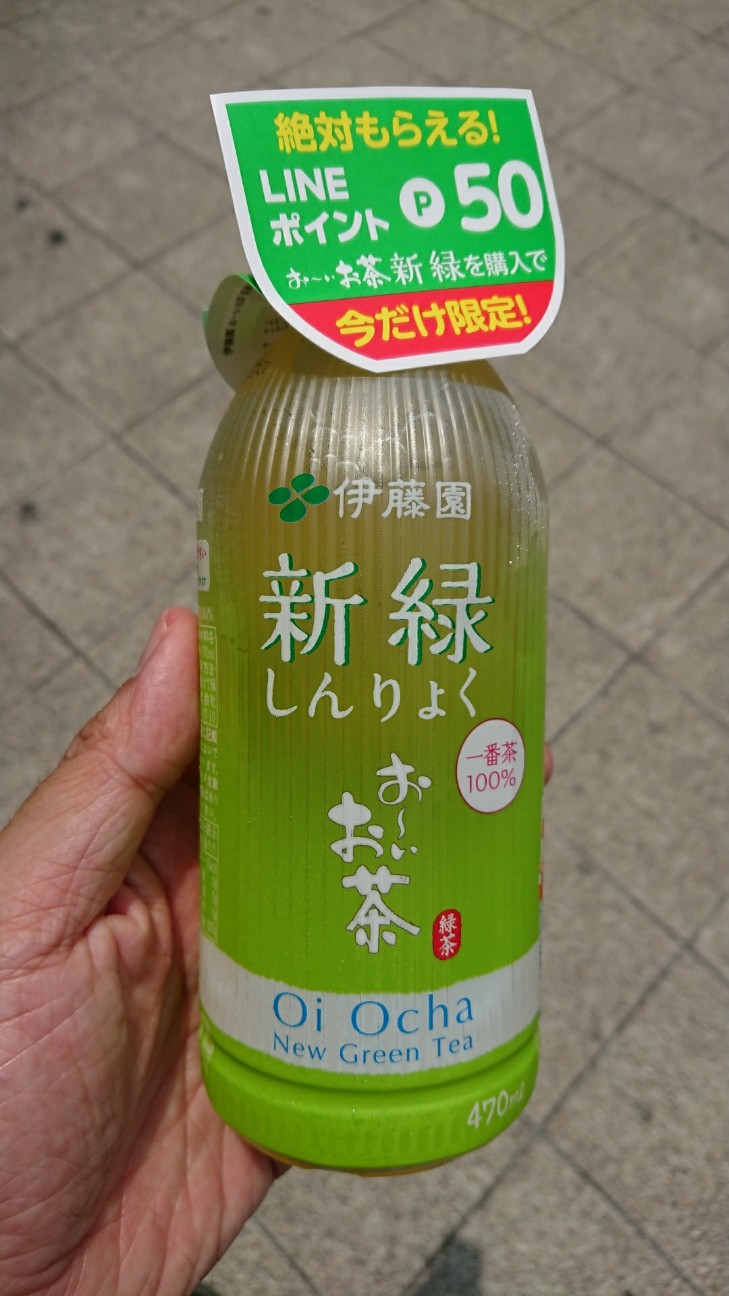 絶対もらえる!
LINE
ポイント
P 50
お〜いお茶 新緑を購入で
今だけ限定!
伊藤園
新緑
しんりょく
一番茶
100%
お〜い
お茶
緑茶
Oi Ocha
New Green Tea
470ml